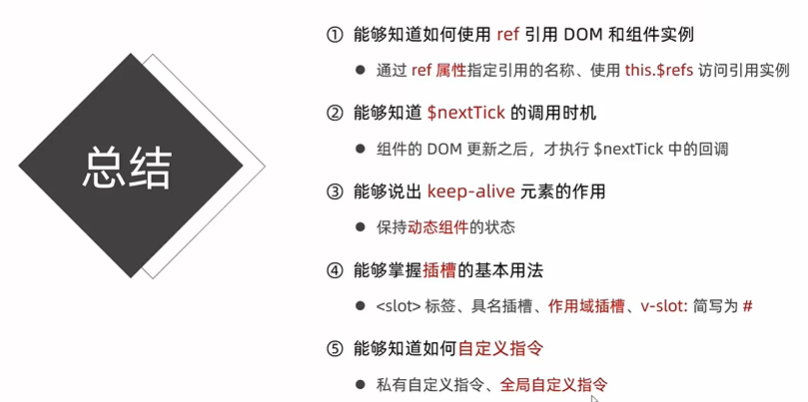 总结
① 能够知道如何使用 ref 引用 DOM 和组件实例
● 通过 ref 属性指定引用的名称、使用 this.$refs 访问引用实例
② 能够知道 $nextTick 的调用时机
● 组件的 DOM 更新之后，才执行 $nextTick 中的回调
③ 能够说出 keep-alive 元素的作用
● 保持动态组件的状态
④ 能够掌握插槽的基本用法
● <slot> 标签、具名插槽、作用域插槽、v-slot: 简写为 #
⑤ 能够知道如何自定义指令
● 私有自定义指令、全局自定义指令